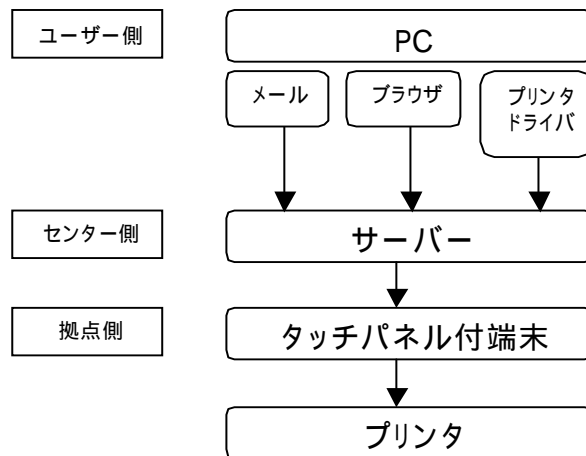 ユーザー側
PC
メール
ブラウザ
プリンタ
ドライバ
センター側
サーバー
拠点側
タッチパネル付端末
プリンタ